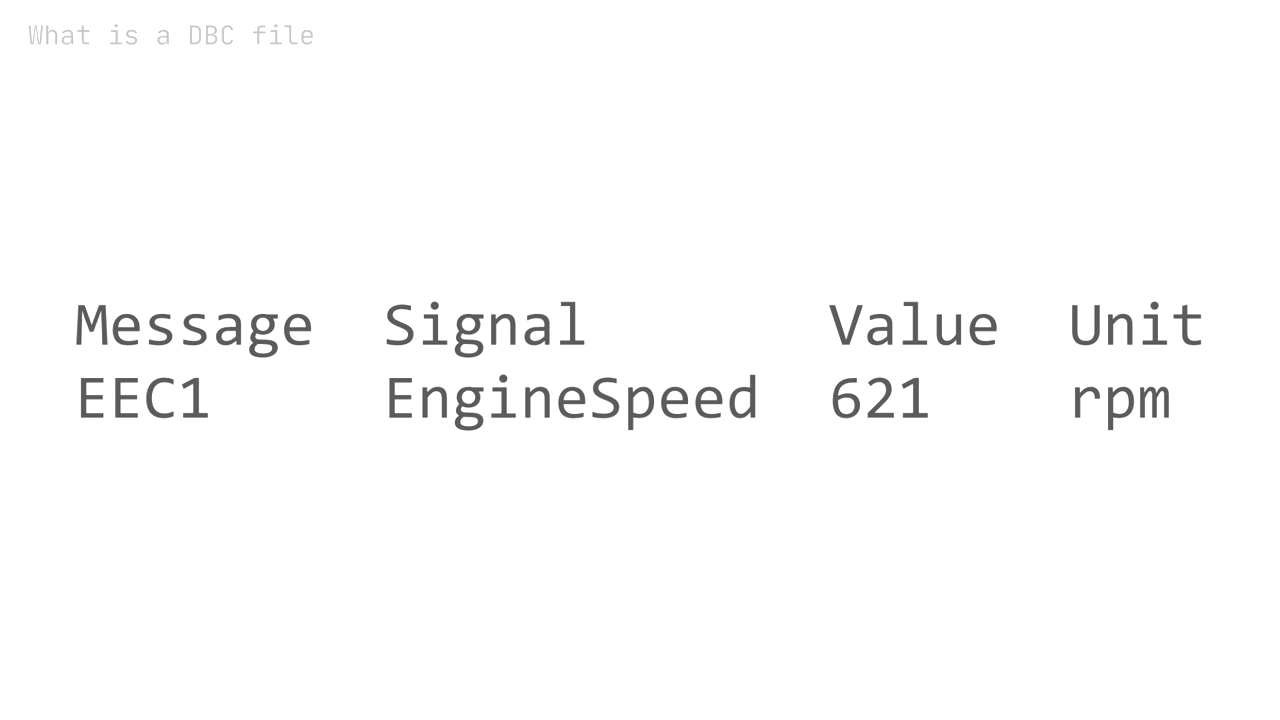 What is a DBC file
Message Signal Value Unit
EEC1 EngineSpeed 621 rpm